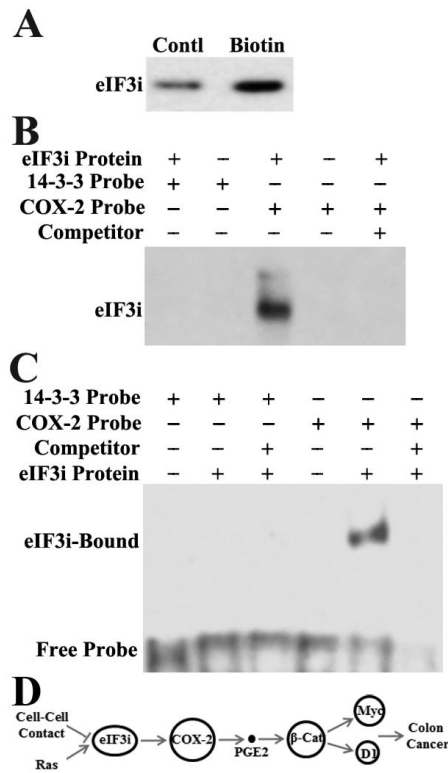 A
Contl Biotin
eIF3i
B
eIF3i Protein + – + – +
14-3-3 Probe + + – – –
COX-2 Probe – – + + +
Competitor – – – – +
eIF3i
C
14-3-3 Probe + + + – – –
COX-2 Probe – – – + + +
Competitor – – + – – +
eIF3i Protein – + + – + +
eIF3i-Bound
Free Probe
D
Cell-Cell
Contact
Ras
eIF3i
COX-2
PGE2
β-Cat
Myc
D1
Colon
Cancer